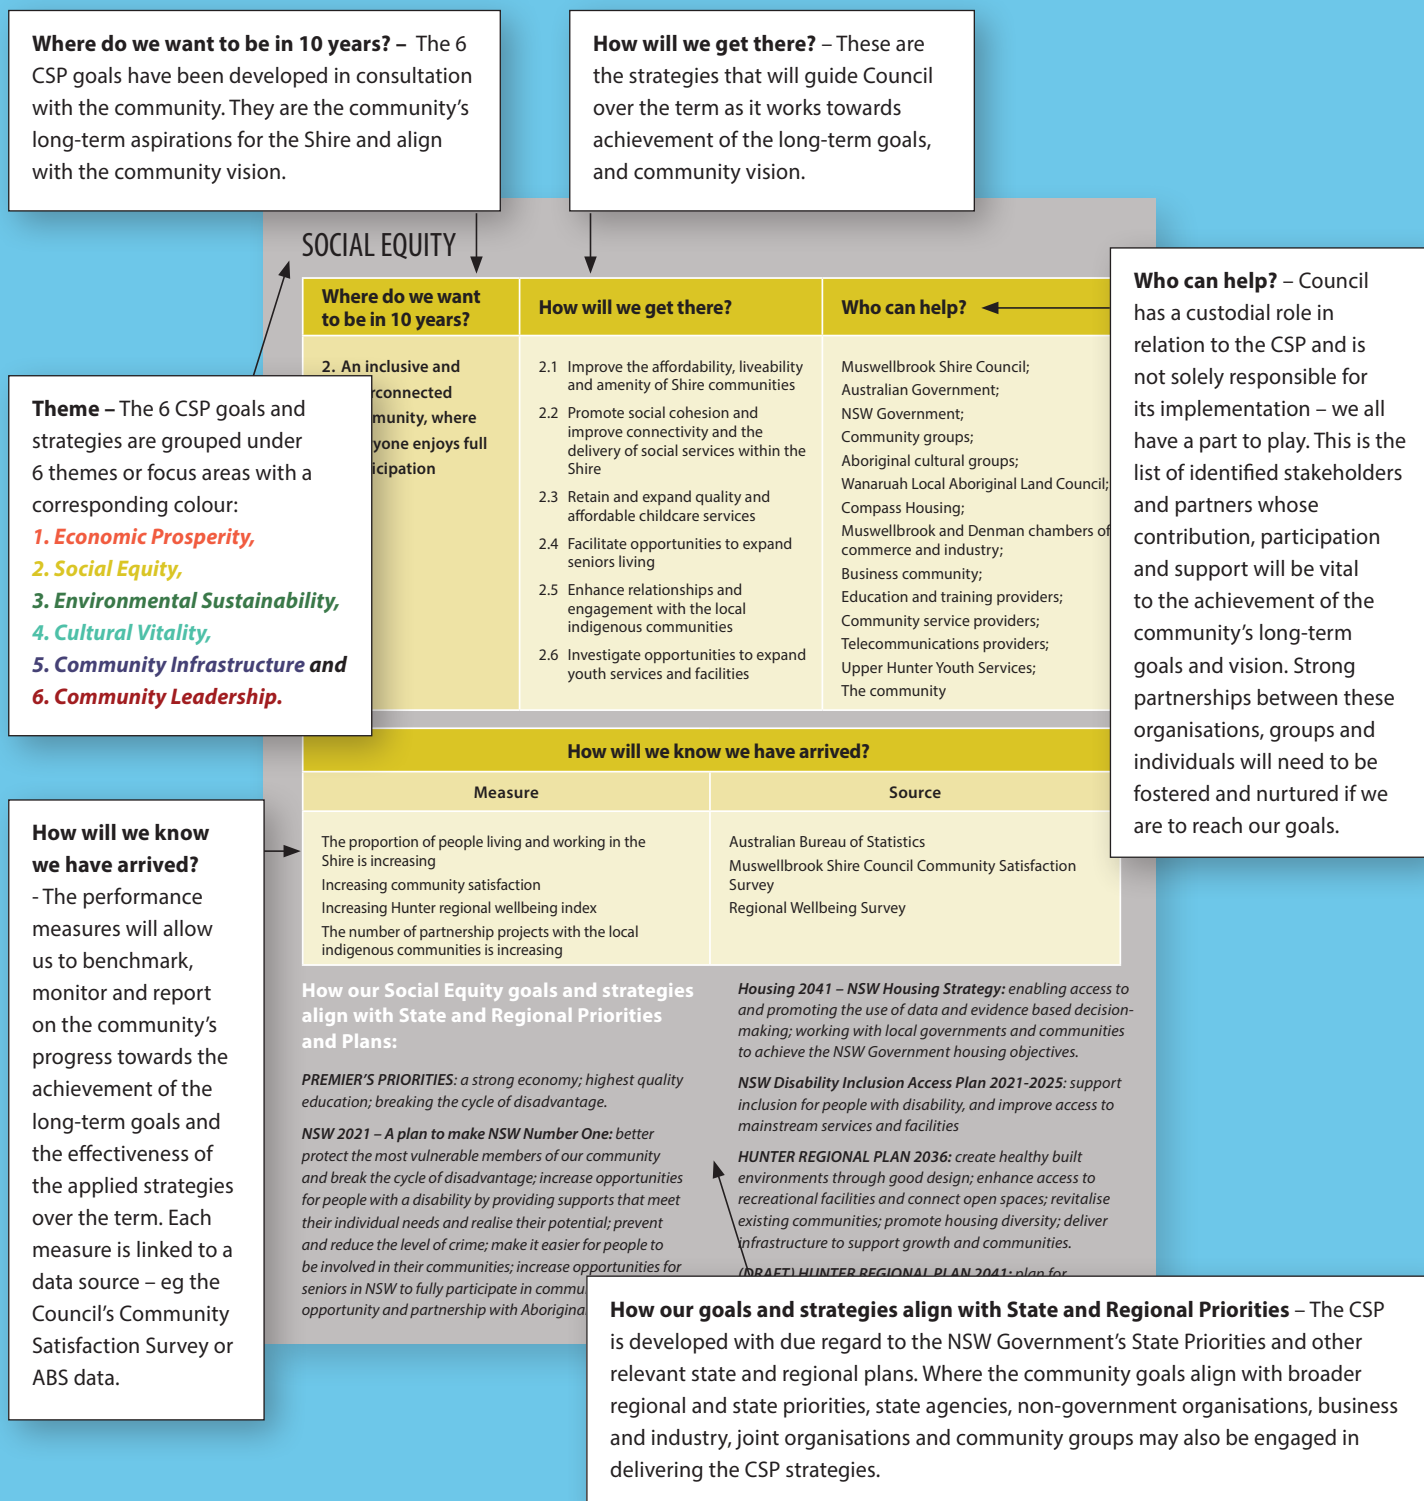 Where do we want to be in 10 years? – The 6
CSP goals have been developed in consultation
with the community. They are the community’s
long-term aspirations for the Shire and align
with the community vision.
How will we get there? – These are
the strategies that will guide Council
over the term as it works towards
achievement of the long-term goals,
and community vision.
SOCIAL EQUITY
Where do we want
to be in 10 years?
How will we get there?
Who can help?
2. An inclusive and
rconnected
munity, where
yone enjoys full
icipation
2.1 Improve the affordability, liveability
and amenity of Shire communities
2.2 Promote social cohesion and
improve connectivity and the
delivery of social services within the
Shire
2.3 Retain and expand quality and
affordable childcare services
2.4 Facilitate opportunities to expand
seniors living
2.5 Enhance relationships and
engagement with the local
indigenous communities
2.6 Investigate opportunities to expand
youth services and facilities
Muswellbrook Shire Council;
Australian Government;
NSW Government;
Community groups;
Aboriginal cultural groups;
Wanaruah Local Aboriginal Land Council;
Compass Housing;
Muswellbrook and Denman chambers of
commerce and industry;
Business community;
Education and training providers;
Community service providers;
Telecommunications providers;
Upper Hunter Youth Services;
The community
Who can help? – Council
has a custodial role in
relation to the CSP and is
not solely responsible for
its implementation – we all
have a part to play. This is the
list of identified stakeholders
and partners whose
contribution, participation
and support will be vital
to the achievement of the
community’s long-term
goals and vision. Strong
partnerships between these
organisations, groups and
individuals will need to be
fostered and nurtured if we
are to reach our goals.
Theme – The 6 CSP goals and
strategies are grouped under
6 themes or focus areas with a
corresponding colour:
1. Economic Prosperity,
2. Social Equity,
3. Environmental Sustainability,
4. Cultural Vitality,
5. Community Infrastructure and
6. Community Leadership.
How will we know we have arrived?
Measure
Source
The proportion of people living and working in the
Shire is increasing
Increasing community satisfaction
Increasing Hunter regional wellbeing index
The number of partnership projects with the local
indigenous communities is increasing
Australian Bureau of Statistics
Muswellbrook Shire Council Community Satisfaction
Survey
Regional Wellbeing Survey
How will we know
we have arrived?
- The performance
measures will allow
us to benchmark,
monitor and report
on the community’s
progress towards the
achievement of the
long-term goals and
the effectiveness of
the applied strategies
over the term. Each
measure is linked to a
data source – eg the
Council’s Community
Satisfaction Survey or
ABS data.
How our Social Equity goals and strategies
align with State and Regional Priorities
and Plans:
PREMIER’S PRIORITIES: a strong economy; highest quality
education; breaking the cycle of disadvantage.
NSW 2021 – A plan to make NSW Number One: better
protect the most vulnerable members of our community
and break the cycle of disadvantage; increase opportunities
for people with a disability by providing supports that meet
their individual needs and realise their potential; prevent
and reduce the level of crime; make it easier for people to
be involved in their communities; increase opportunities for
seniors in NSW to fully participate in commu
opportunity and partnership with Aborigina
Housing 2041 – NSW Housing Strategy: enabling access to
and promoting the use of data and evidence based decision-
making; working with local governments and communities
to achieve the NSW Government housing objectives.
NSW Disability Inclusion Access Plan 2021-2025: support
inclusion for people with disability, and improve access to
mainstream services and facilities
HUNTER REGIONAL PLAN 2036: create healthy built
environments through good design; enhance access to
recreational facilities and connect open spaces; revitalise
existing communities; promote housing diversity; deliver
infrastructure to support growth and communities.
(DRAFT) HUNTER REGIONAL PLAN 2041: plan for
How our goals and strategies align with State and Regional Priorities – The CSP
is developed with due regard to the NSW Government’s State Priorities and other
relevant state and regional plans. Where the community goals align with broader
regional and state priorities, state agencies, non-government organisations, business
and industry, joint organisations and community groups may also be engaged in
delivering the CSP strategies.